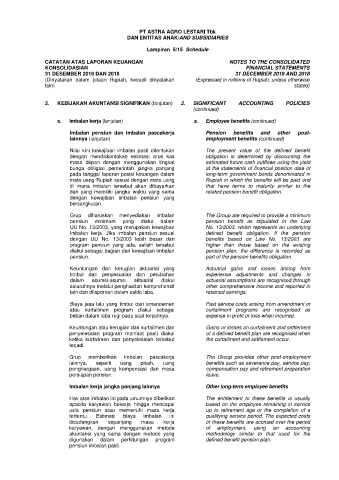 PT ASTRA AGRO LESTARI Tbk
DAN ENTITAS ANAK/AND SUBSIDIARIES
Lampiran 5/15 Schedule
CATATAN ATAS LAPORAN KEUANGAN
KONSOLIDASIAN
31 DESEMBER 2019 DAN 2018
(Dinyatakan dalam jutaan Rupiah, kecuali dinyatakan
lain)
NOTES TO THE CONSOLIDATED
FINANCIAL STATEMENTS
31 DECEMBER 2019 AND 2018
(Expressed in millions of Rupiah, unless otherwise
stated)
2. KEBIJAKAN AKUNTANSI SIGNIFIKAN (lanjutan)
s. Imbalan kerja (lanjutan)
Imbalan pensiun dan imbalan pascakerja
lainnya (lanjutan)
Nilai kini kewajiban imbalan pasti ditentukan
dengan mendiskontokan estimasi arus kas
masa depan dengan menggunakan tingkat
bunga obligasi pemerintah jangka panjang
pada tanggal laporan posisi keuangan dalam
mata uang Rupiah sesuai dengan mata uang
di mana imbalan tersebut akan dibayarkan
dan yang memiliki jangka waktu yang sama
dengan kewajiban imbalan pensiun yang
bersangkutan.
Grup diharuskan menyediakan imbalan
pensiun minimum yang diatur dalam
UU No. 13/2003, yang merupakan kewajiban
imbalan kerja. Jika imbalan pensiun sesuai
dengan UU No. 13/2003 lebih besar dari
program pensiun yang ada, selisih tersebut
diakui sebagai bagian dari kewajiban imbalan
pensiun.
Keuntungan dan kerugian aktuarial yang
timbul dari penyesuaian dan perubahan
dalam asumsi-asumsi aktuarial diakui
seluruhnya melalui penghasilan komprehensif
lain dan dilaporkan dalam saldo laba.
Biaya jasa lalu yang timbul dari amandemen
atau kurtailmen program diakui sebagai
beban dalam laba rugi pada saat terjadinya.
Keuntungan atau kerugian dari kurtailmen dan
penyelesaian program manfaat pasti diakui
ketika kurtailmen dan penyelesaian tersebut
terjadi.
Grup memberikan imbalan pascakerja
lainnya, seperti uang pisah, uang
penghargaan, uang kompensasi dan masa
persiapan pensiun.
Imbalan kerja jangka panjang lainnya
Hak atas imbalan ini pada umumnya diberikan
apabila karyawan bekerja hingga mencapai
usia pensiun atau memenuhi masa kerja
tertentu. Estimasi biaya imbalan ini
dicadangkan sepanjang masa kerja
karyawan, dengan menggunakan metode
akuntansi yang sama dengan metode yang
digunakan dalam perhitungan program
pensiun imbalan pasti.
2. SIGNIFICANT ACCOUNTING POLICIES
(continued)
s. Employee benefits (continued)
Pension benefits and other post-
employment benefits (continued)
The present value of the defined benefit
obligation is determined by discounting the
estimated future cash outflows using the yield
at the statements of financial position date of
long-term government bonds denominated in
Rupiah in which the benefits will be paid and
that have terms to maturity similar to the
related pension benefit obligation.
The Group are required to provide a minimum
pension benefit as stipulated in the Law
No. 13/2003, which represents an underlying
defined benefit obligation. If the pension
benefits based on Law No. 13/2003 are
higher than those based on the existing
pension plan, the difference is recorded as
part of the pension benefits obligation.
Actuarial gains and losses arising from
experience adjustments and changes in
actuarial assumptions are recognised through
other comprehensive income and reported in
retained earnings.
Past service costs arising from amendment or
curtailment programs are recognised as
expense in profit or loss when incurred.
Gains or losses on curtailment and settlement
of a defined benefit plan are recognised when
the curtailment and settlement occur.
The Group provides other post-employment
benefits such as severance pay, service pay,
compensation pay and retirement preparation
leave.
Other long-term employee benefits
The entitlement to these benefits is usually
based on the employee remaining in service
up to retirement age or the completion of a
qualifying service period. The expected costs
of these benefits are accrued over the period
of employment, using an accounting
methodology similar to that used for the
defined benefit pension plan.